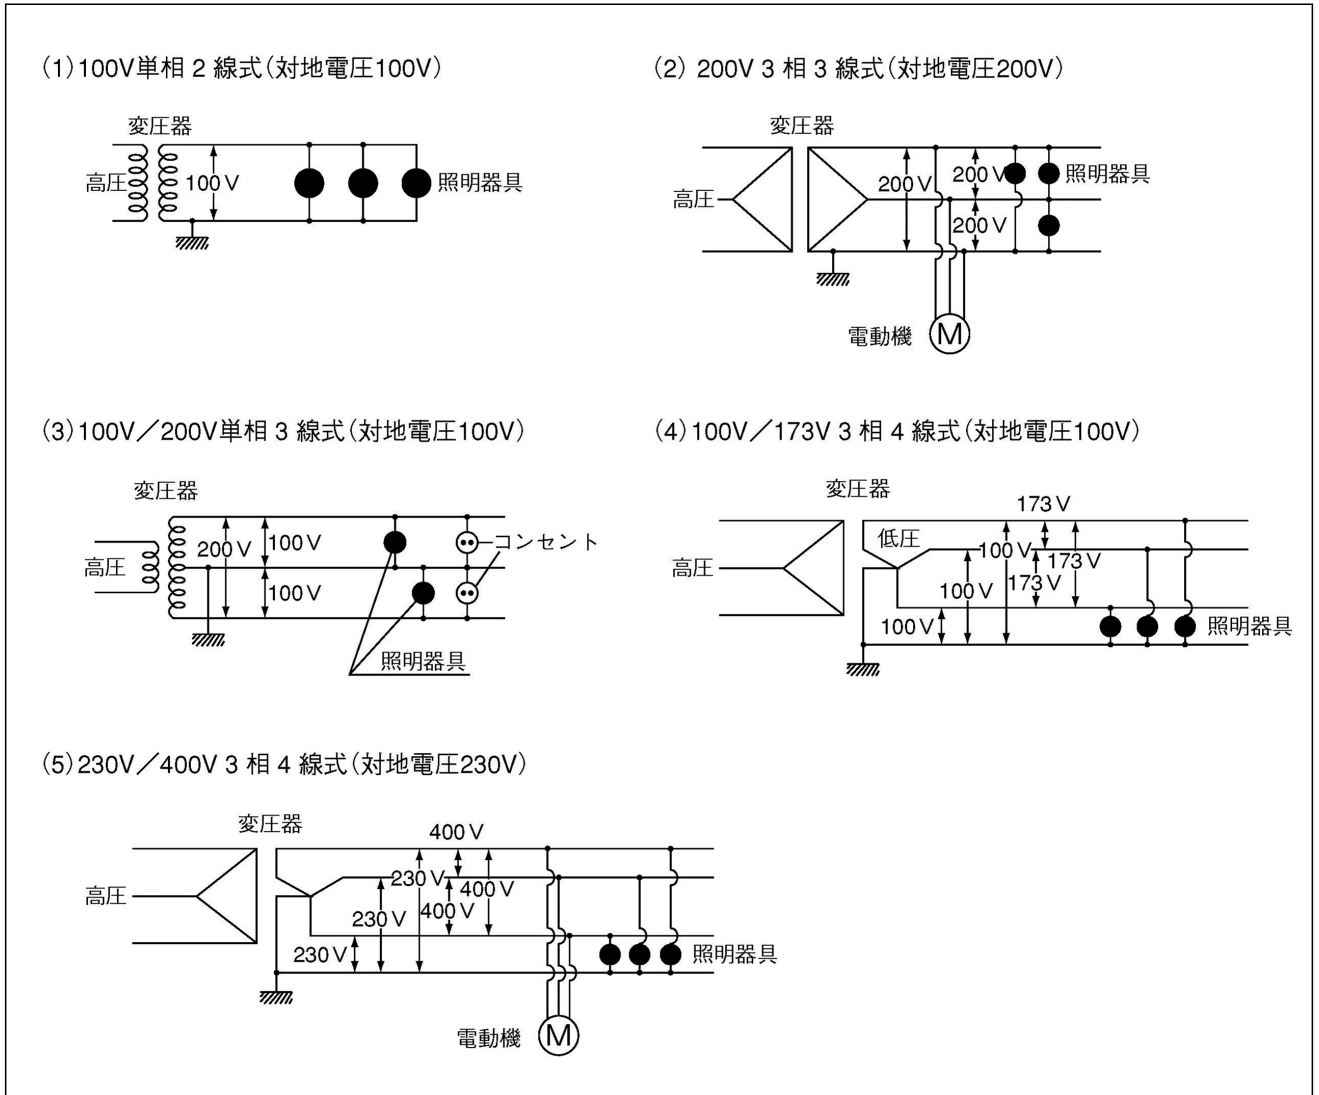 (1)100V単相2線式(対地電圧100V)
変圧器
高圧
100V
照明器具
(2) 200V 3相3線式(対地電圧200V)
変圧器
高圧
200V
200V
200V
照明器具
電動機
M
(3)100V／200V単相3線式(対地電圧100V)
変圧器
高圧
200V
100V
100V
コンセント
照明器具
(4)100V／173V 3相4線式(対地電圧100V)
変圧器
高圧
低圧
173V
100V
173V
173V
100V
100V
照明器具
(5)230V／400V 3相4線式(対地電圧230V)
変圧器
高圧
400V
230V
400V
400V
230V
230V
照明器具
電動機
M